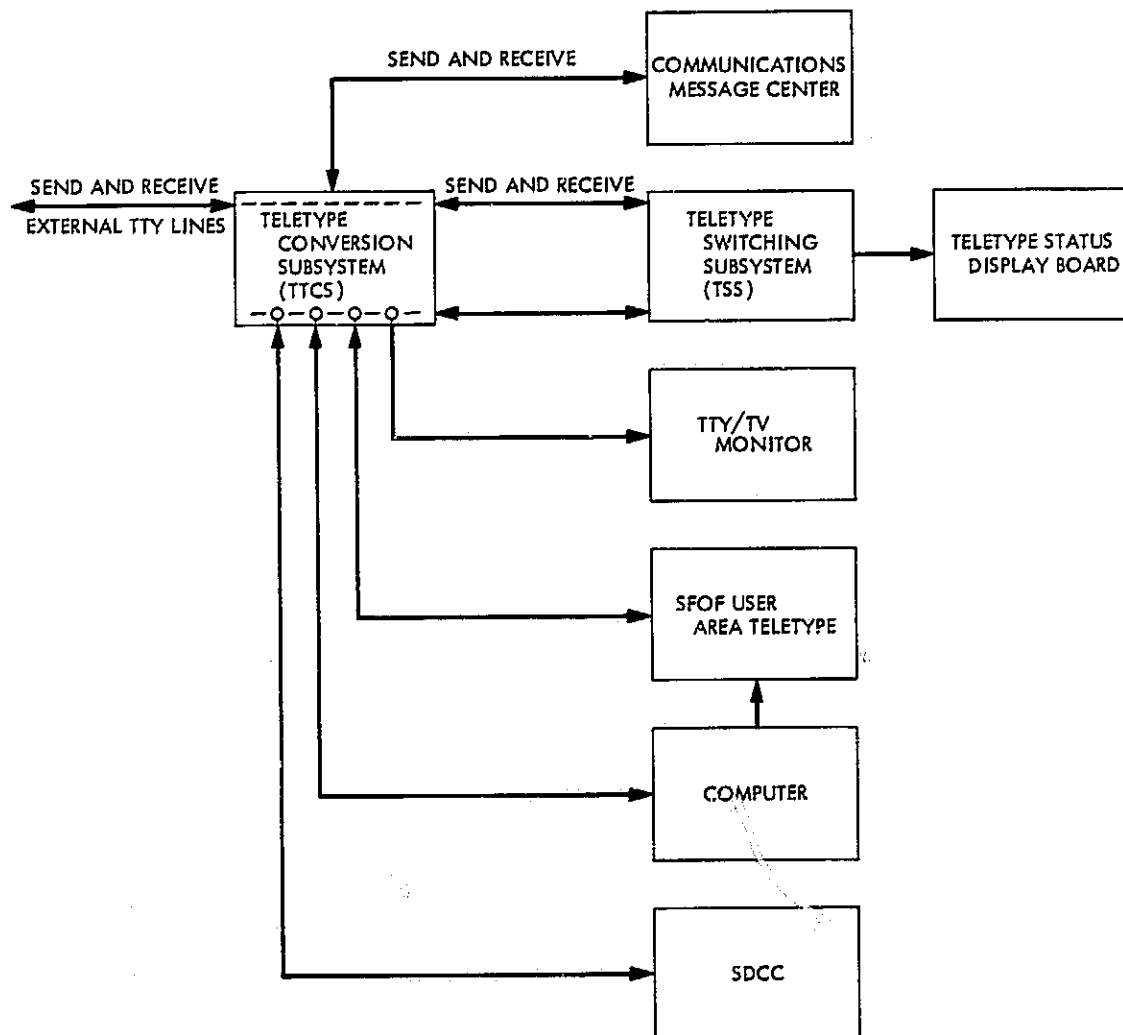 SEND AND RECEIVE
COMMUNICATIONS
MESSAGE CENTER
SEND AND RECEIVE
EXTERNAL TTY LINES
TELETYPE
CONVERSION
SUBSYSTEM
(TTCS)
SEND AND RECEIVE
TELETYPE
SWITCHING
SUBSYSTEM
(TSS)
TELETYPE STATUS
DISPLAY BOARD
TTY/TV
MONITOR
SFOF USER
AREA TELETYPE
COMPUTER
SDCC